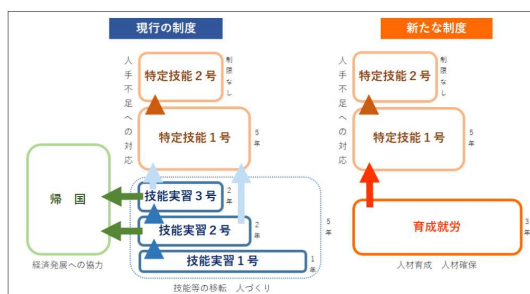 現行の制度
人手不足への対応
特定技能２号
制限なし
特定技能１号
5年
帰 国
経済発展への協力
技能実習３号
2年
技能実習２号
2年
技能実習１号
1年
5年
技能等の移転 人づくり
新たな制度
人手不足への対応
特定技能２号
制限なし
特定技能１号
5年
育成就労
3年
人材育成 人材確保